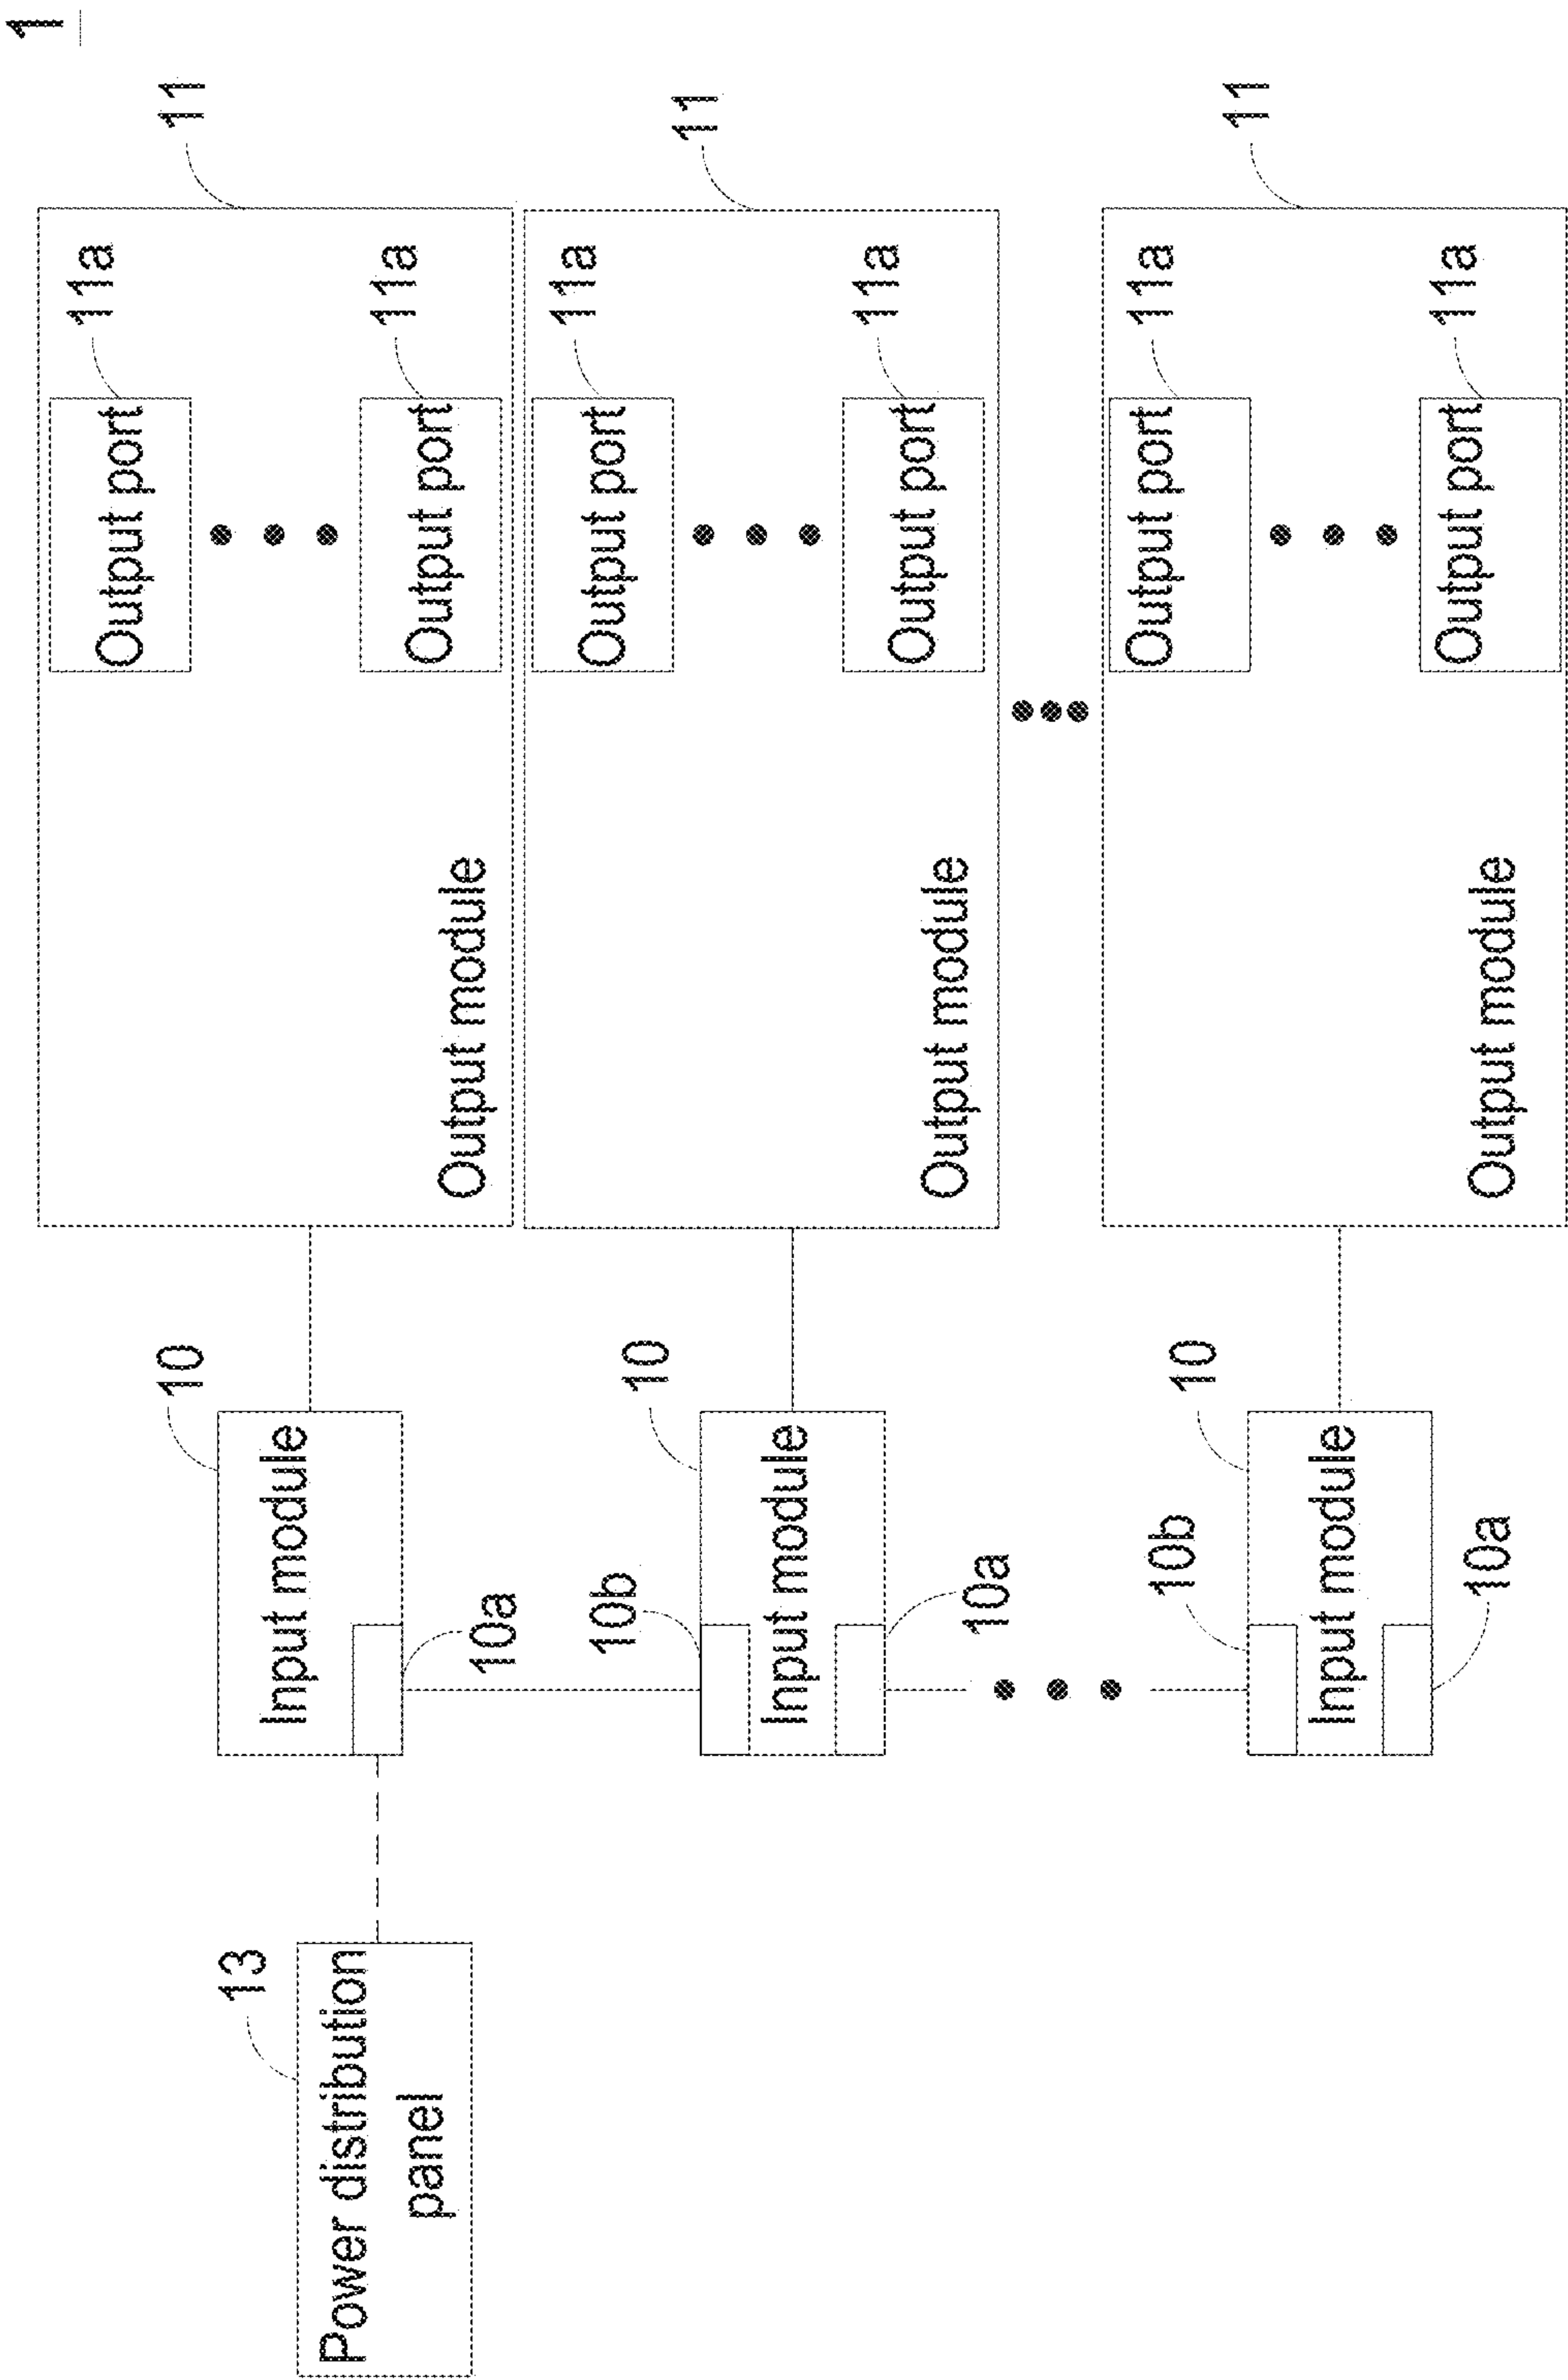 1
13
Power distribution
panel
10
Input module
10a
11
11a
Output port
11a
Output port
Output module
10
10b
Input module
10a
11
11a
Output port
11a
Output port
Output module
10
10b
Input module
10a
11
11a
Output port
11a
Output port
Output module